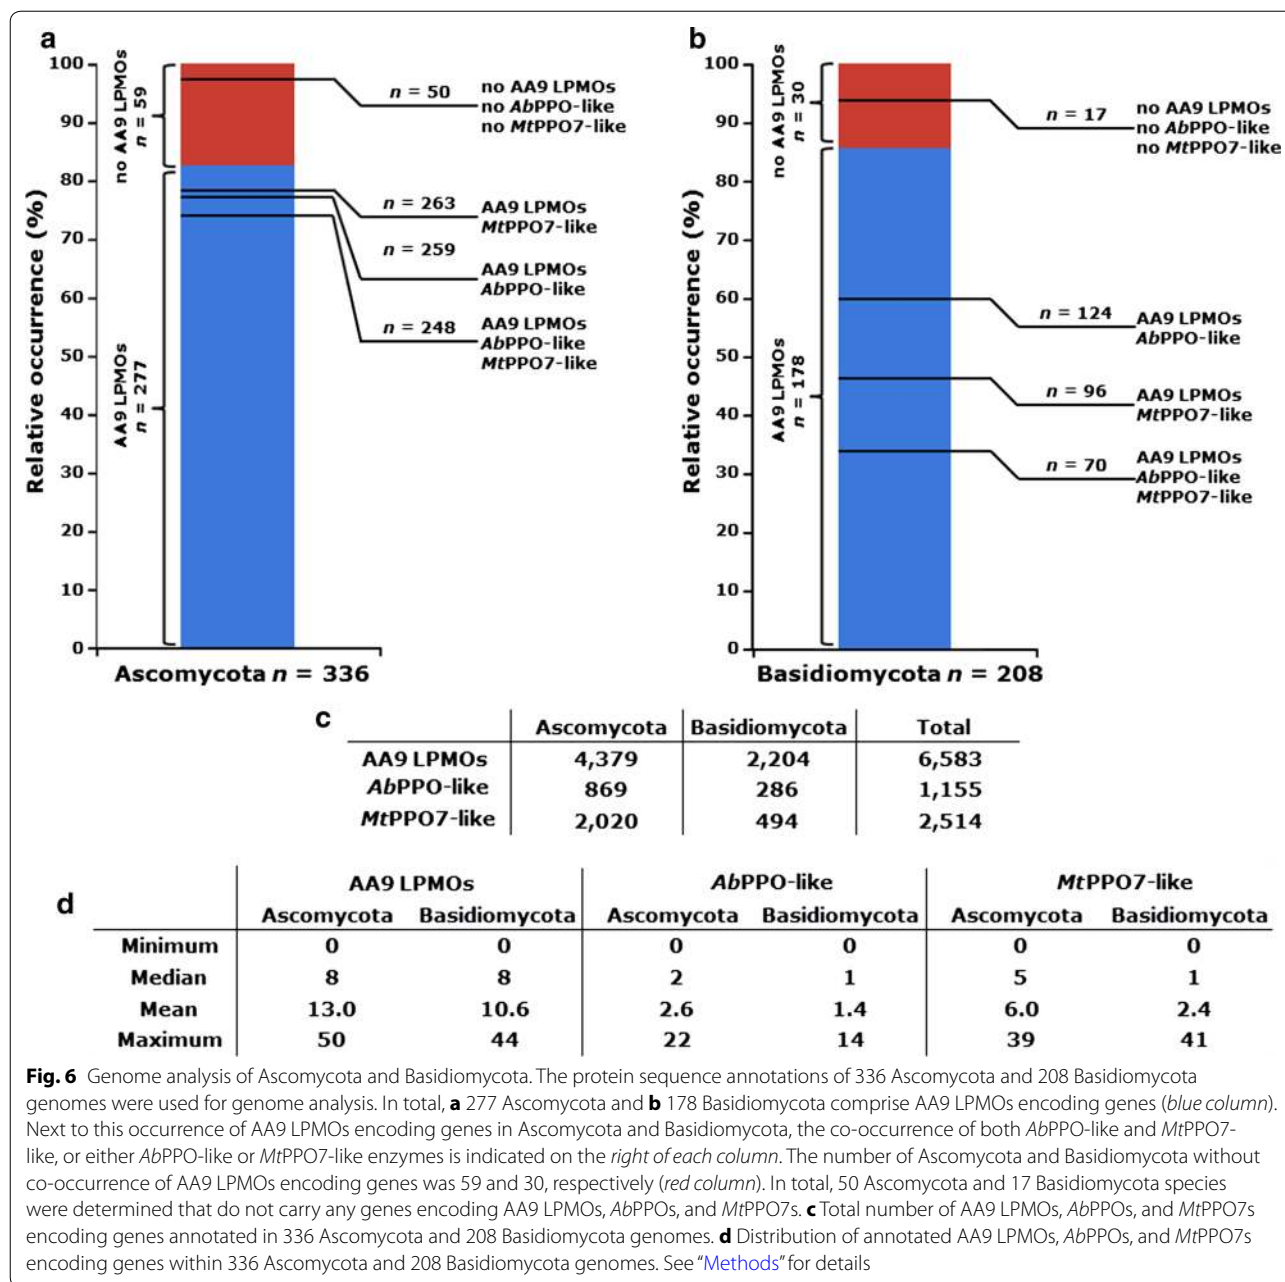 a
Relative occurrence (%)
100
90
80
70
60
50
40
30
20
10
0
no AA9 LPMOs
n = 59
AA9 LPMOs
n = 277
n = 50
no AA9 LPMOs
no AbPPO-like
no MtPPO7-like
n = 263
AA9 LPMOs
MtPPO7-like
n = 259
AA9 LPMOs
AbPPO-like
n = 248
AA9 LPMOs
AbPPO-like
MtPPO7-like
Ascomycota n = 336
b
Relative occurrence (%)
100
90
80
70
60
50
40
30
20
10
0
no AA9 LPMOs
n = 30
AA9 LPMOs
n = 178
n = 17
no AA9 LPMOs
no AbPPO-like
no MtPPO7-like
n = 124
AA9 LPMOs
AbPPO-like
n = 96
AA9 LPMOs
MtPPO7-like
n = 70
AA9 LPMOs
AbPPO-like
MtPPO7-like
Basidiomycota n = 208
c
Ascomycota Basidiomycota Total
AA9 LPMOs 4,379 2,204 6,583
AbPPO-like 869 286 1,155
MtPPO7-like 2,020 494 2,514
d
AA9 LPMOs AbPPO-like MtPPO7-like
Ascomycota Basidiomycota Ascomycota Basidiomycota Ascomycota Basidiomycota
Minimum 0 0 0 0 0 0
Median 8 8 2 1 5 1
Mean 13.0 10.6 2.6 1.4 6.0 2.4
Maximum 50 44 22 14 39 41
Fig. 6 Genome analysis of Ascomycota and Basidiomycota. The protein sequence annotations of 336 Ascomycota and 208 Basidiomycota
genomes were used for genome analysis. In total, a 277 Ascomycota and b 178 Basidiomycota comprise AA9 LPMOs encoding genes (blue column).
Next to this occurrence of AA9 LPMOs encoding genes in Ascomycota and Basidiomycota, the co-occurrence of both AbPPO-like and MtPPO7-
like, or either AbPPO-like or MtPPO7-like enzymes is indicated on the right of each column. The number of Ascomycota and Basidiomycota without
co-occurrence of AA9 LPMOs encoding genes was 59 and 30, respectively (red column). In total, 50 Ascomycota and 17 Basidiomycota species
were determined that do not carry any genes encoding AA9 LPMOs, AbPPOs, and MtPPO7s. c Total number of AA9 LPMOs, AbPPOs, and MtPPO7s
encoding genes annotated in 336 Ascomycota and 208 Basidiomycota genomes. d Distribution of annotated AA9 LPMOs, AbPPOs, and MtPPO7s
encoding genes within 336 Ascomycota and 208 Basidiomycota genomes. See “Methods” for details